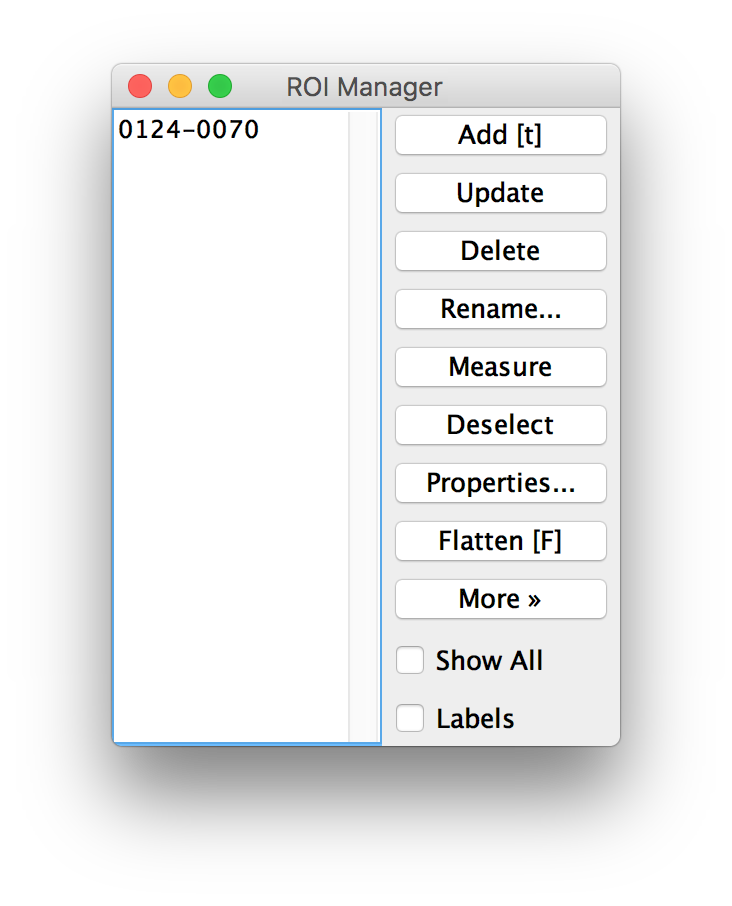 ROI Manager
0124-0070
Add [t]
Update
Delete
Rename...
Measure
Deselect
Properties...
Flatten [F]
More »
Show All
Labels